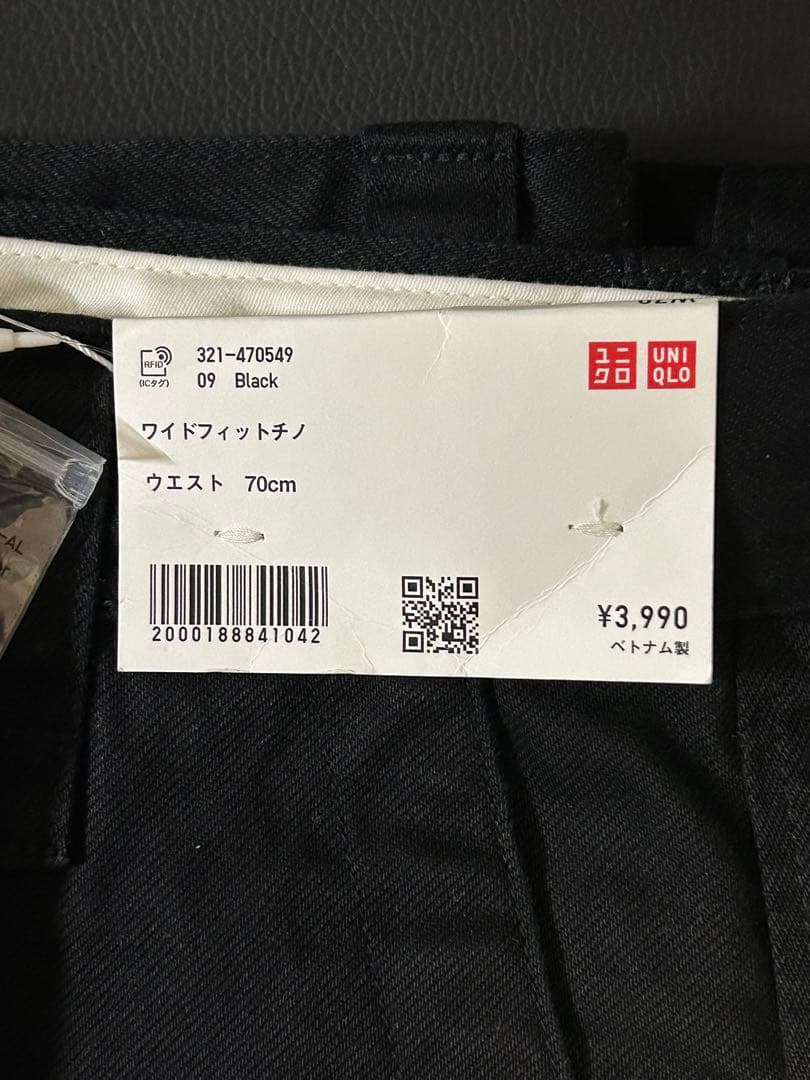 RFID
(ICタグ)
321-470549
09 Black
ユニ
クロ
UNI
QLO
ワイドフィットチノ
ウエスト 70cm
2000188841042
¥3,990
ベトナム製